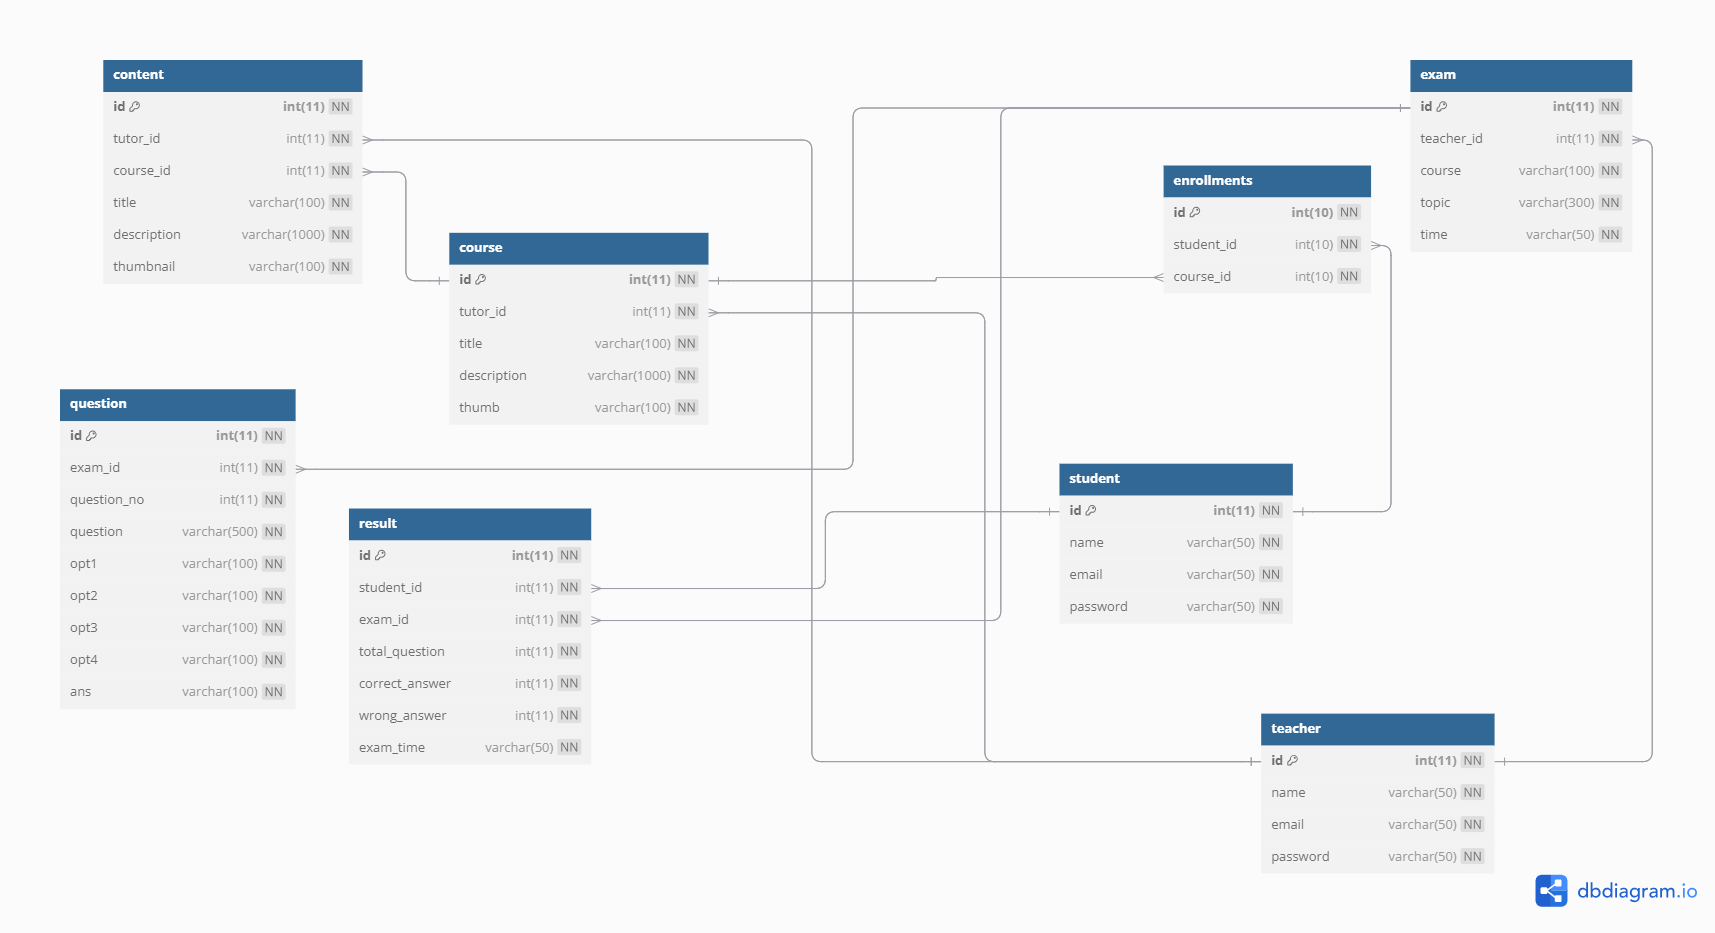 content
id int(11) NN
tutor_id int(11) NN
course_id int(11) NN
title varchar(100) NN
description varchar(1000) NN
thumbnail varchar(100) NN
course
id int(11) NN
tutor_id int(11) NN
title varchar(100) NN
description varchar(1000) NN
thumb varchar(100) NN
question
id int(11) NN
exam_id int(11) NN
question_no int(11) NN
question varchar(500) NN
opt1 varchar(100) NN
opt2 varchar(100) NN
opt3 varchar(100) NN
opt4 varchar(100) NN
ans varchar(100) NN
result
id int(11) NN
student_id int(11) NN
exam_id int(11) NN
total_question int(11) NN
correct_answer int(11) NN
wrong_answer int(11) NN
exam_time varchar(50) NN
exam
id int(11) NN
teacher_id int(11) NN
course varchar(100) NN
topic varchar(300) NN
time varchar(50) NN
enrollments
id int(10) NN
student_id int(10) NN
course_id int(10) NN
student
id int(11) NN
name varchar(50) NN
email varchar(50) NN
password varchar(50) NN
teacher
id int(11) NN
name varchar(50) NN
email varchar(50) NN
password varchar(50) NN
dbdiagram.io